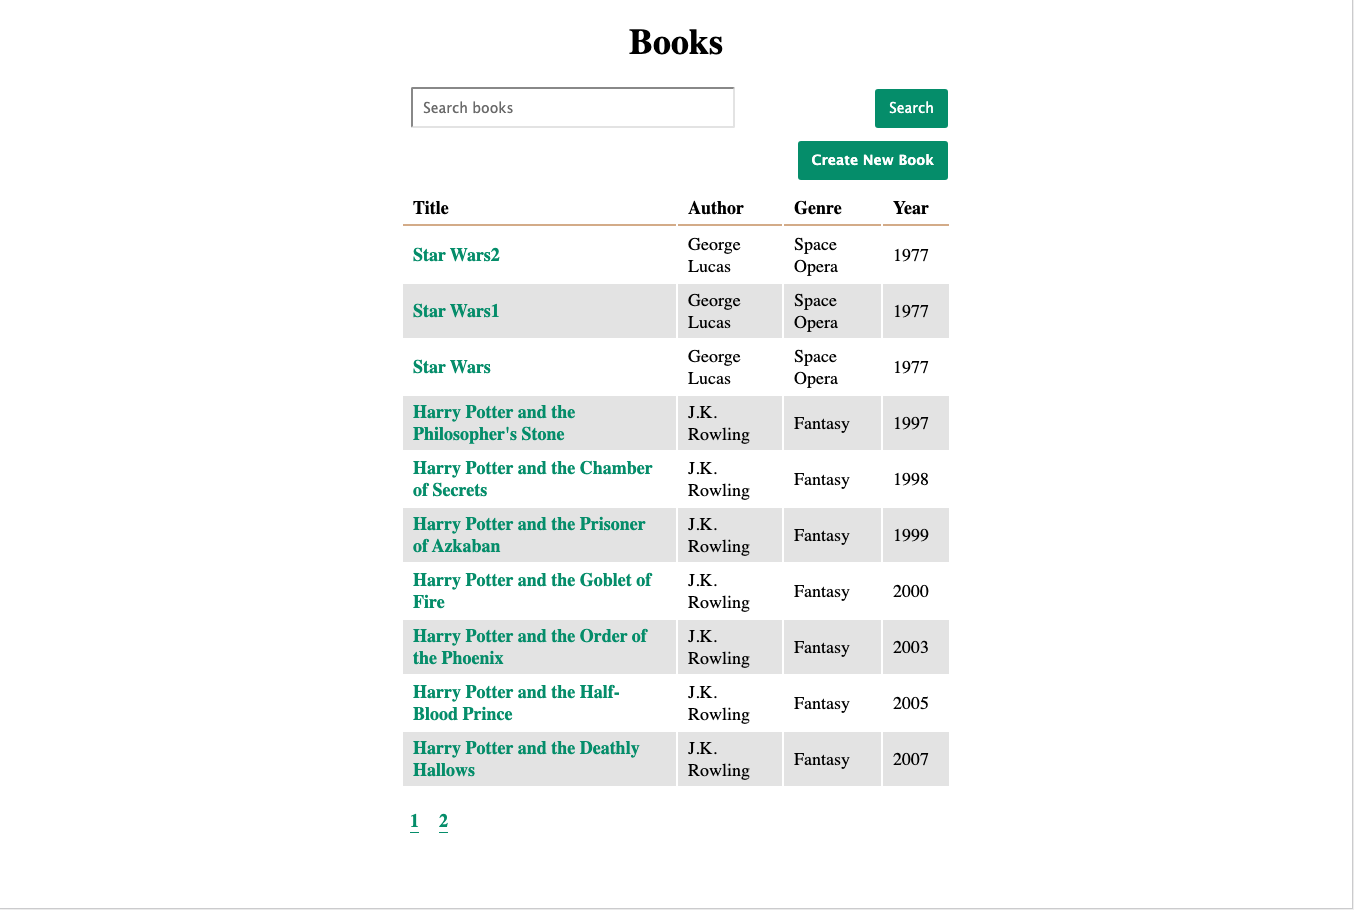 Books
Search books
Search
Create New Book
Title Author Genre Year
Star Wars2 George Lucas Space Opera 1977
Star Wars1 George Lucas Space Opera 1977
Star Wars George Lucas Space Opera 1977
Harry Potter and the Philosopher's Stone J.K. Rowling Fantasy 1997
Harry Potter and the Chamber of Secrets J.K. Rowling Fantasy 1998
Harry Potter and the Prisoner of Azkaban J.K. Rowling Fantasy 1999
Harry Potter and the Goblet of Fire J.K. Rowling Fantasy 2000
Harry Potter and the Order of the Phoenix J.K. Rowling Fantasy 2003
Harry Potter and the Half-Blood Prince J.K. Rowling Fantasy 2005
Harry Potter and the Deathly Hallows J.K. Rowling Fantasy 2007
1 2